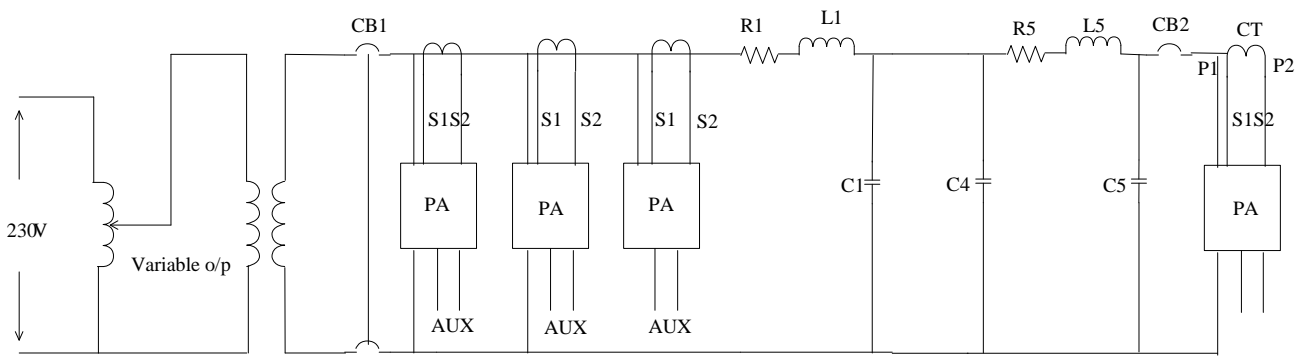 CB1
R1
L1
R5
L5
CB2
CT
P1
P2
S1S2
S1
S2
S1
S2
S1S2
C1
C4
C5
PA
PA
PA
PA
230V
Variable o/p
AUX
AUX
AUX